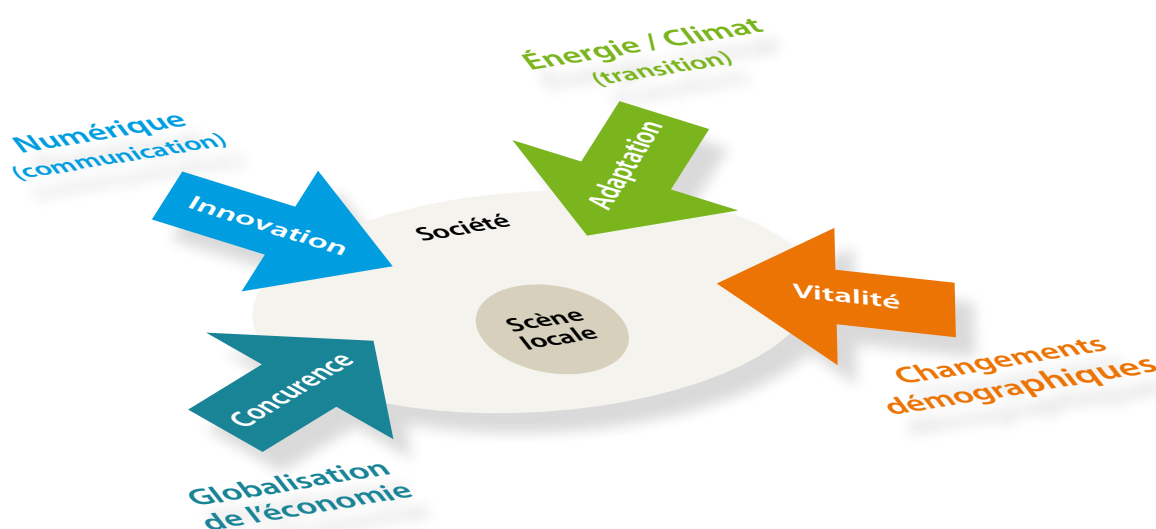 Énergie / Climat
(transition)
Adaptation
Numérique
(communication)
Innovation
Société
Scène
locale
Vitalité
Changements
démographiques
Concurence
Globalisation
de l'économie